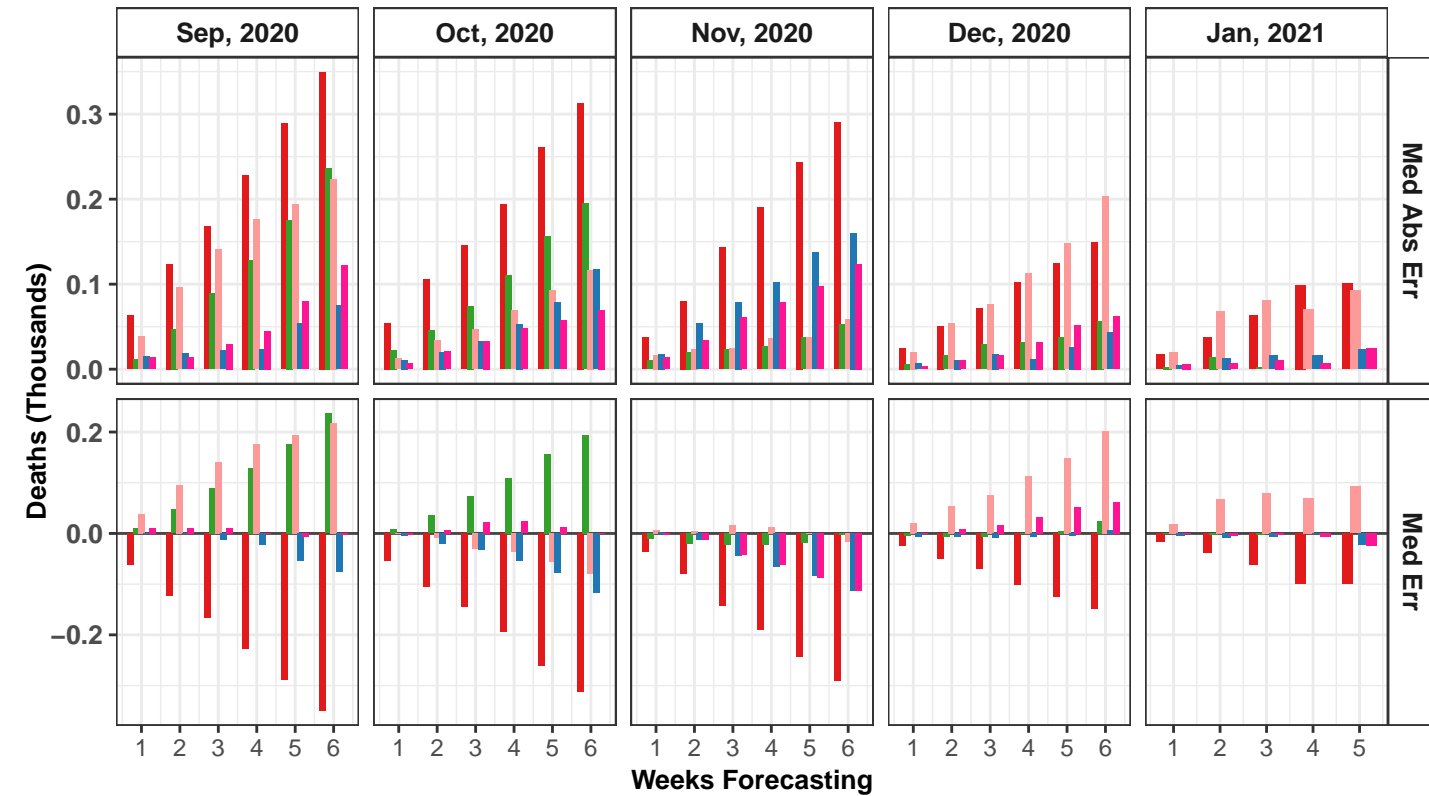 Sep, 2020
Oct, 2020
Nov, 2020
Dec, 2020
Jan, 2021
Deaths (Thousands)
0.3
0.2
0.1
0.0
Med Abs Err
0.2
0.0
−0.2
Med Err
1 2 3 4 5 6
1 2 3 4 5 6
1 2 3 4 5 6
1 2 3 4 5 6
1 2 3 4 5
Weeks Forecasting